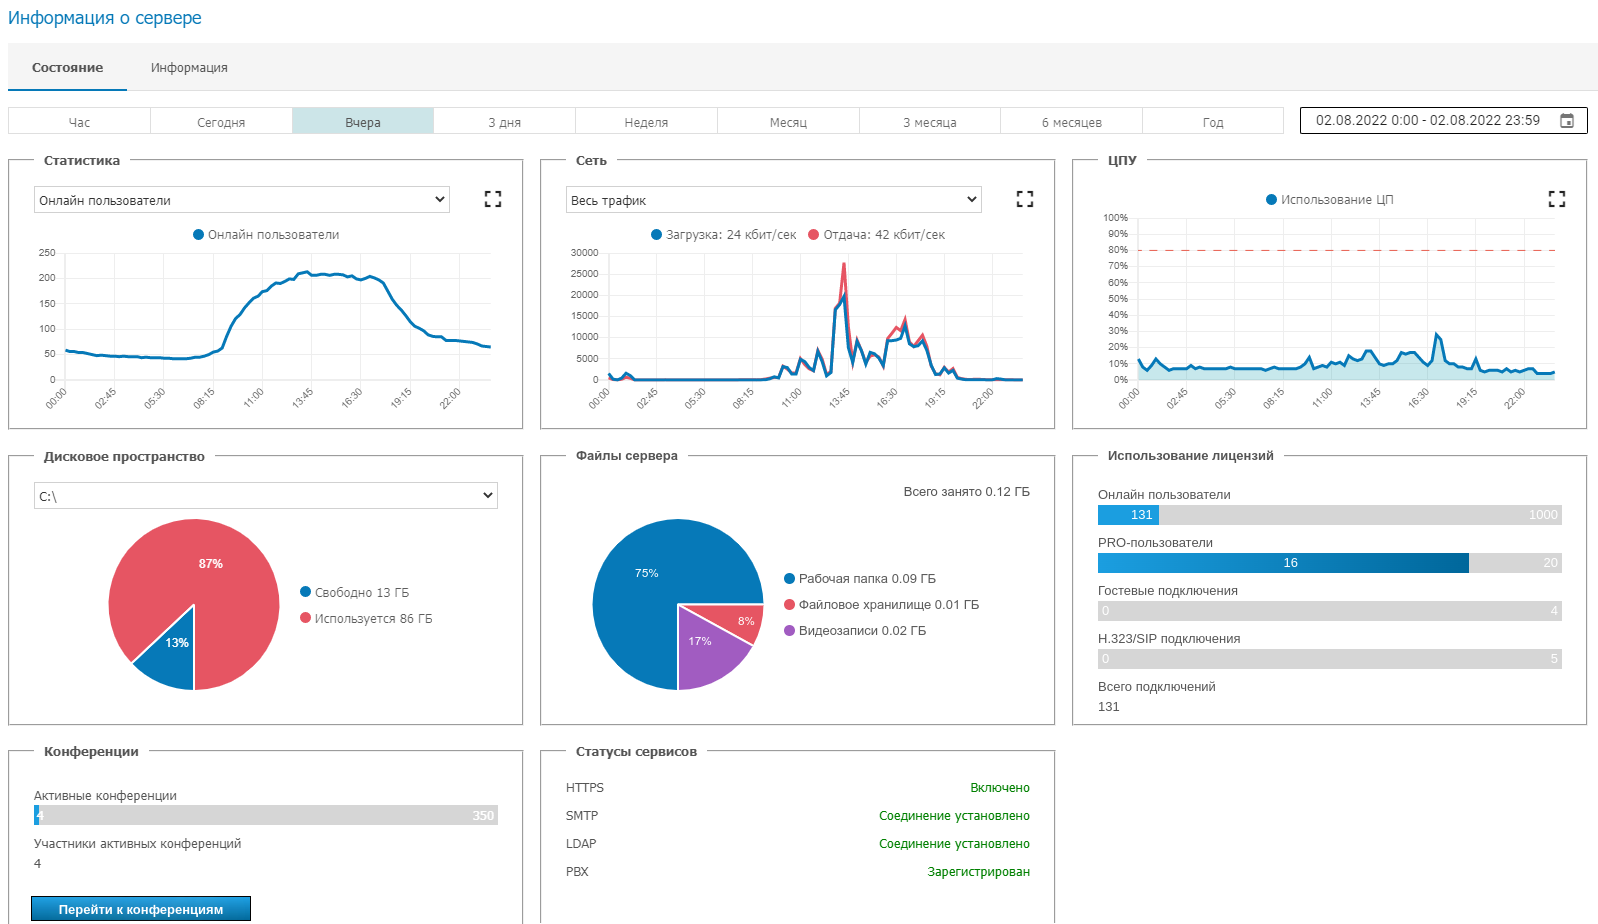 Информация о сервере
Состояние Информация
Час Сегодня Вчера 3 дня Неделя Месяц 3 месяца 6 месяцев Год 02.08.2022 0:00 - 02.08.2022 23:59
Статистика
Онлайн пользователи
Онлайн пользователи
250
200
150
100
50
0
00:00 02:45 05:30 08:15 11:00 13:45 16:30 19:15 22:00
Сеть
Весь трафик
Загрузка: 24 кбит/сек Отдача: 42 кбит/сек
30000
25000
20000
15000
10000
5000
0
00:00 02:45 05:30 08:15 11:00 13:45 16:30 19:15 22:00
ЦПУ
Использование ЦП
100%
90%
80%
70%
60%
50%
40%
30%
20%
10%
0%
00:00 02:45 05:30 08:15 11:00 13:45 16:30 19:15 22:00
Дисковое пространство
C:\
87%
13%
Свободно 13 ГБ
Используется 86 ГБ
Файлы сервера
Всего занято 0.12 ГБ
75%
8%
17%
Рабочая папка 0.09 ГБ
Файловое хранилище 0.01 ГБ
Видеозаписи 0.02 ГБ
Использование лицензий
Онлайн пользователи
131 1000
PRO-пользователи
16 20
Гостевые подключения
0 4
H.323/SIP подключения
0 5
Всего подключений
131
Конференции
Активные конференции
4 350
Участники активных конференций
4
Перейти к конференциям
Статусы сервисов
HTTPS Включено
SMTP Соединение установлено
LDAP Соединение установлено
PBX Зарегистрирован